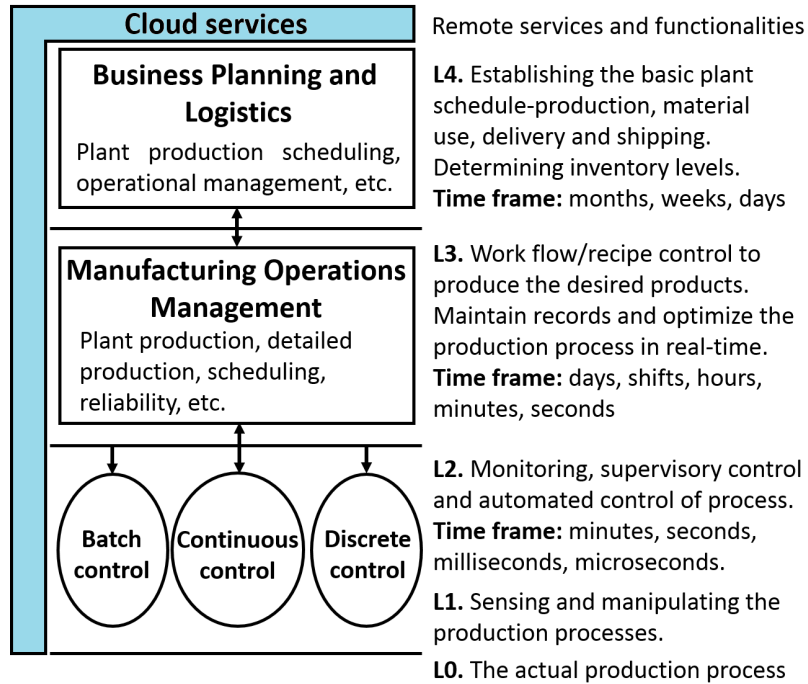 Cloud services
Remote services and functionalities
Business Planning and
Logistics
Plant production scheduling,
operational management, etc.
L4. Establishing the basic plant
schedule-production, material
use, delivery and shipping.
Determining inventory levels.
Time frame: months, weeks, days
Manufacturing Operations
Management
Plant production, detailed
production, scheduling,
reliability, etc.
L3. Work flow/recipe control to
produce the desired products.
Maintain records and optimize the
production process in real-time.
Time frame: days, shifts, hours,
minutes, seconds
Batch
control
Continuous
control
Discrete
control
L2. Monitoring, supervisory control
and automated control of process.
Time frame: minutes, seconds,
milliseconds, microseconds.
L1. Sensing and manipulating the
production processes.
L0. The actual production process